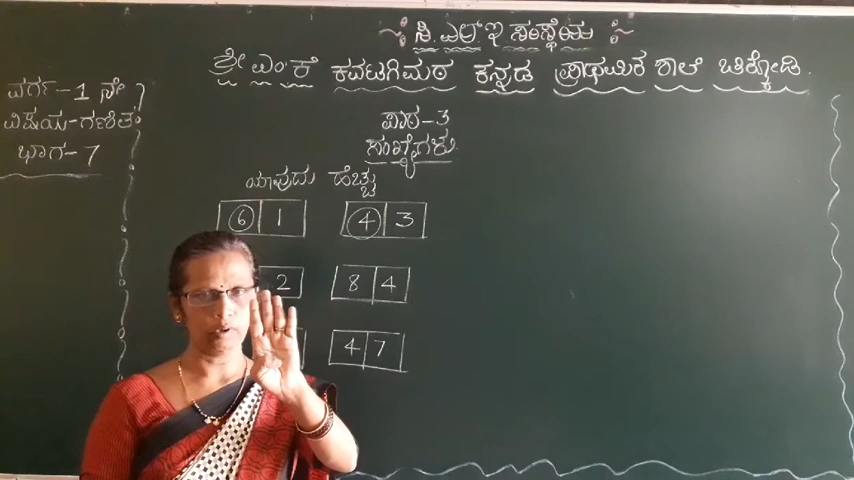 ಸಿ. ಎಲ್ ಇ ಸಂಸ್ಥೆಯ
ಶ್ರೀ ಎಂ. ಕೆ ಕವಟಗಿಮಠ ಕನ್ನಡ ಪ್ರಾಥಮಿಕ ಶಾಲೆ ಚಿಕ್ಕೋಡಿ.
ವರ್ಗ-1 ನೇ
ವಿಷಯ-ಗಣಿತ
ಭಾಗ-7
ಪಾಠ-3
ಸಂಖ್ಯೆಗಳು
ಯಾವುದು ಹೆಚ್ಚು
6 1 4 3
2 8 4
4 7